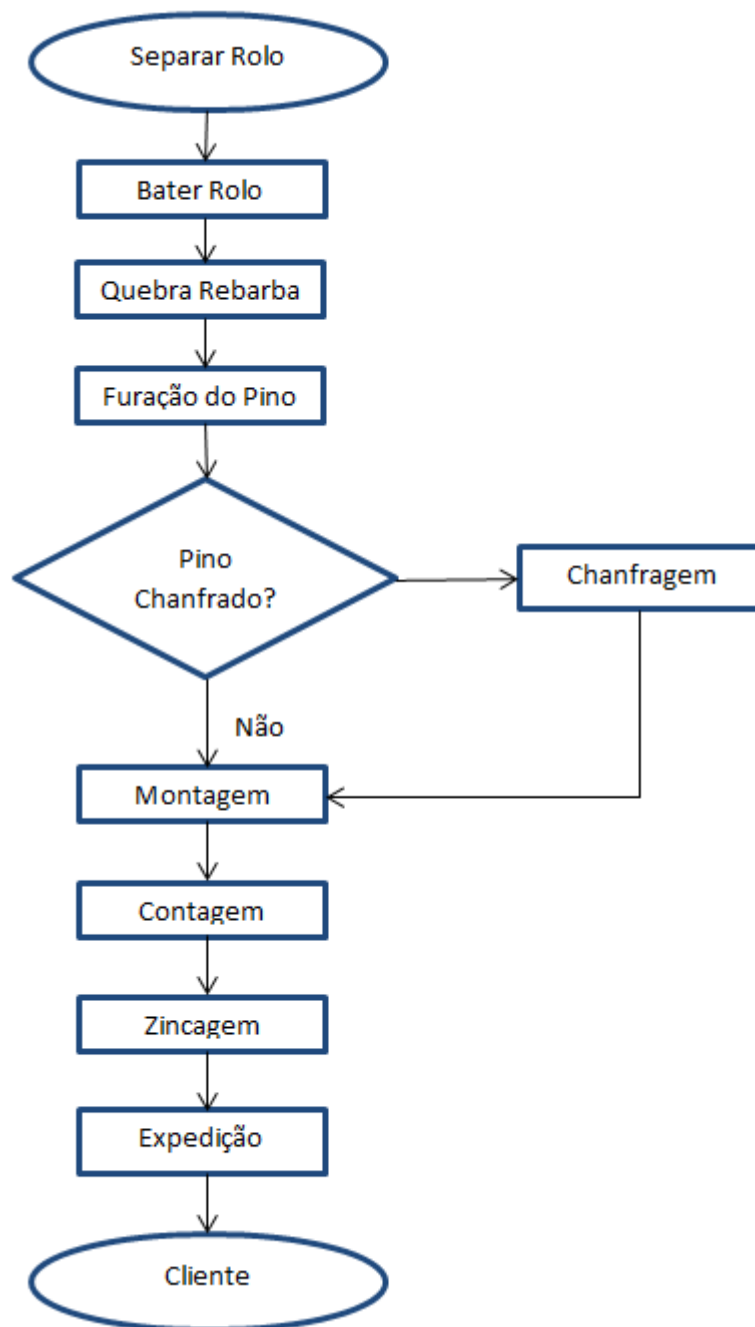 Separar Rolo
Bater Rolo
Quebra Rebarba
Furação do Pino
Pino
Chanfrado?
Chanfragem
Não
Montagem
Contagem
Zincagem
Expedição
Cliente